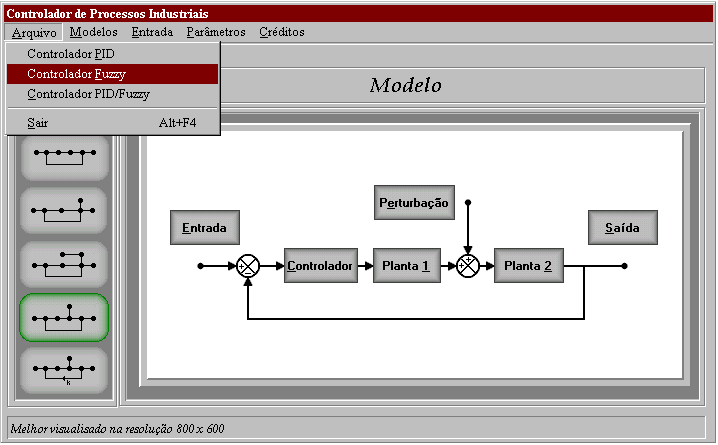 Controlador de Processos Industriais
Arquivo Modelos Entrada Parâmetros Créditos
Controlador PID
Controlador Fuzzy
Controlador PID/Fuzzy
Sair Alt+F4
Modelo
Perturbação
Entrada Saída
+ +
+ Controlador Planta 1 + Planta 2
−
K
Melhor visualisado na resolução 800 x 600